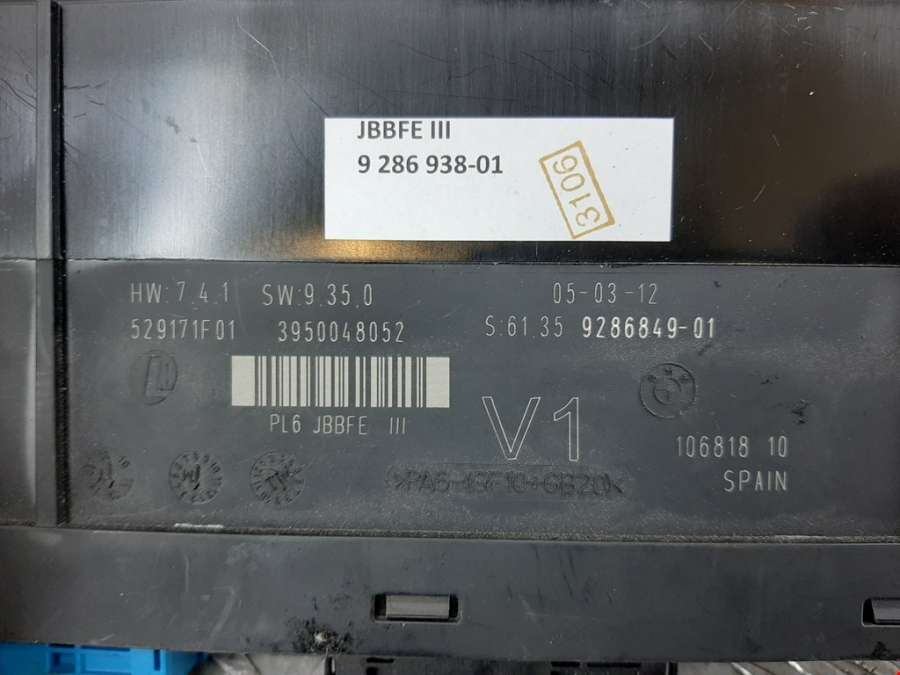 JBBFE III
9 286 938-01
3106
HW:7.4.1 SW:9.35.0 05-03-12
529171F01 3950048052 S:61.35 9286849-01
PL6 JBBFE III
V1
106818 10
SPAIN